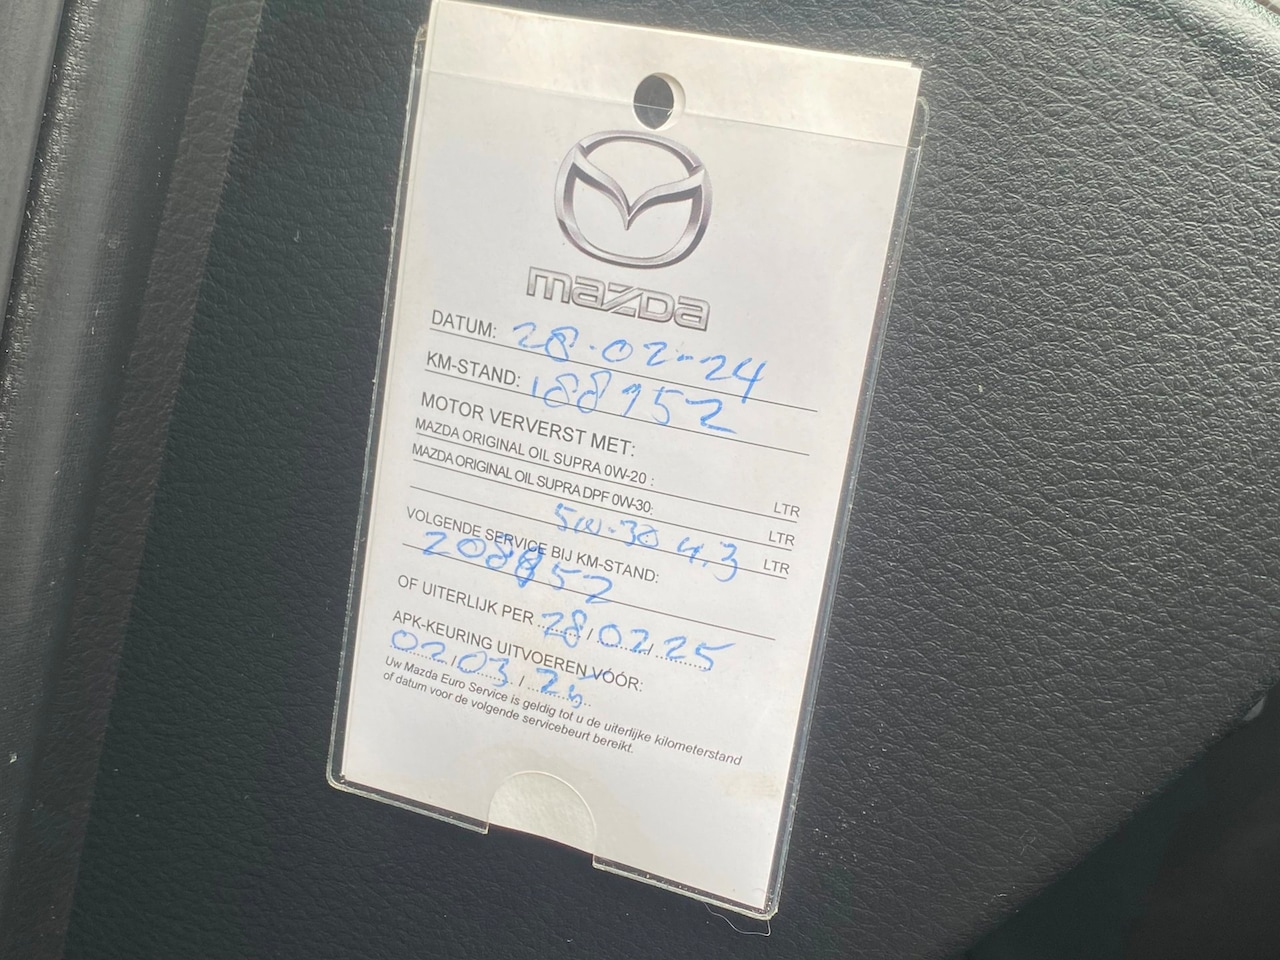 mazda
DATUM: 28-02-24
KM-STAND: 188952
MOTOR VERVERST MET:
MAZDA ORIGINAL OIL SUPRA 0W-20 : LTR
MAZDA ORIGINAL OIL SUPRA DPF 0W-30: LTR
5W-30 4.3 LTR
VOLGENDE SERVICE BIJ KM-STAND:
208952
OF UITERLIJK PER 28/02/25
APK-KEURING UITVOEREN VÓÓR:
02/03/25
Uw Mazda Euro Service is geldig tot u de uiterlijke kilometerstand
of datum voor de volgende servicebeurt bereikt.